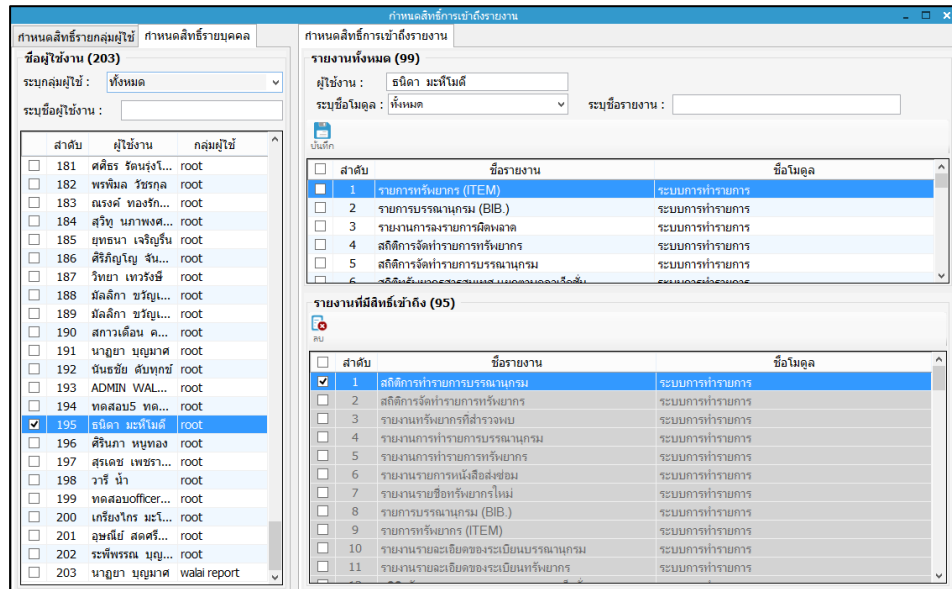 กำหนดสิทธิ์การเข้าถึงรายงาน
กำหนดสิทธิ์รายกลุ่มผู้ใช้ กำหนดสิทธิ์รายบุคคล
ชื่อผู้ใช้งาน (203)
ระบุกลุ่มผู้ใช้ : ทั้งหมด
ระบุชื่อผู้ใช้งาน :
ลำดับ ผู้ใช้งาน กลุ่มผู้ใช้
181 ศศิธร รัตนรุ่งโ... root
182 พรพิมล วัชรกุล root
183 ณรงค์ ทองรัก... root
184 สุวิทู นภาพงศ... root
185 ยุทธนา เจริญรื่น root
186 ศิริภิญโญ จัน... root
187 วิทยา เทวรังษี root
188 มัลลิกา ขวัญเ... root
189 มัลลิกา ขวัญเ... root
190 สกาวเดือน ค... root
191 นาฏยา บุญมาศ root
192 นันธชัย ดับทุกข์ root
193 ADMIN WAL... root
194 ทดสอบ5 ทด... root
195 ธนิดา มะหีโมดี root
196 ศิรินภา หนูทอง root
197 สุรเดช เพชรา... root
198 วารี น้ำ root
199 ทดสอบofficer... root
200 เกรียงไกร มะโ... root
201 อุษณีย์ สดศรี... root
202 ระพีพรรณ บุญ... root
203 นาฏยา บุญมาศ walai report
กำหนดสิทธิ์การเข้าถึงรายงาน
รายงานทั้งหมด (99)
ผู้ใช้งาน : ธนิดา มะหีโมดี
ระบุชื่อโมดูล : ทั้งหมด ระบุชื่อรายงาน :
บันทึก
ลำดับ ชื่อรายงาน ชื่อโมดูล
1 รายการทรัพยากร (ITEM) ระบบการทำรายการ
2 รายการบรรณานุกรม (BIB.) ระบบการทำรายการ
3 รายงานการลงรายการผิดพลาด ระบบการทำรายการ
4 สถิติการจัดทำรายการทรัพยากร ระบบการทำรายการ
5 สถิติการจัดทำรายการบรรณานุกรม ระบบการทำรายการ
6
รายงานที่มีสิทธิ์เข้าถึง (95)
ลบ
ลำดับ ชื่อรายงาน ชื่อโมดูล
1 สถิติการทำรายการบรรณานุกรม ระบบการทำรายการ
2 สถิติการจัดทำรายการทรัพยากร ระบบการทำรายการ
3 รายงานทรัพยากรที่สำรวจพบ ระบบการทำรายการ
4 รายงานการทำรายการบรรณานุกรม ระบบการทำรายการ
5 รายงานการทำรายการทรัพยากร ระบบการทำรายการ
6 รายงานรายการหนังสือส่งซ่อม ระบบการทำรายการ
7 รายงานรายชื่อทรัพยากรใหม่ ระบบการทำรายการ
8 รายการบรรณานุกรม (BIB.) ระบบการทำรายการ
9 รายการทรัพยากร (ITEM) ระบบการทำรายการ
10 รายงานรายละเอียดของระเบียนบรรณานุกรม ระบบการทำรายการ
11 รายงานรายละเอียดของระเบียนทรัพยากร ระบบการทำรายการ